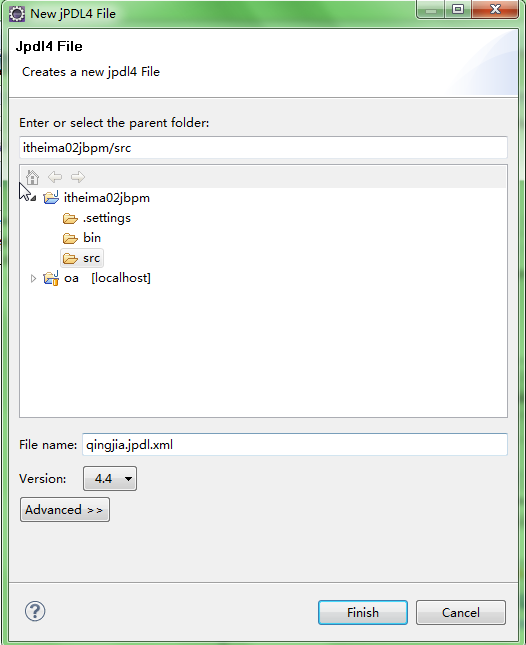 New jPDL4 File
Jpdl4 File
Creates a new jpdl4 File
Enter or select the parent folder:
itheima02jbpm/src
itheima02jbpm
.settings
bin
src
oa [localhost]
File name: qingjia.jpdl.xml
Version: 4.4
Advanced >>
? Finish Cancel